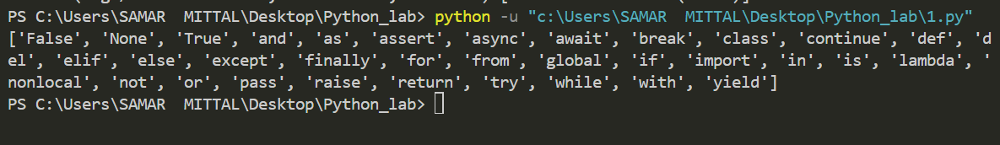 PS C:\Users\SAMAR  MITTAL\Desktop\Python_lab> python -u "c:\Users\SAMAR  MITTAL\Desktop\Python_lab\1.py"
['False', 'None', 'True', 'and', 'as', 'assert', 'async', 'await', 'break', 'class', 'continue', 'def', 'd
el', 'elif', 'else', 'except', 'finally', 'for', 'from', 'global', 'if', 'import', 'in', 'is', 'lambda', '
nonlocal', 'not', 'or', 'pass', 'raise', 'return', 'try', 'while', 'with', 'yield']
PS C:\Users\SAMAR  MITTAL\Desktop\Python_lab>